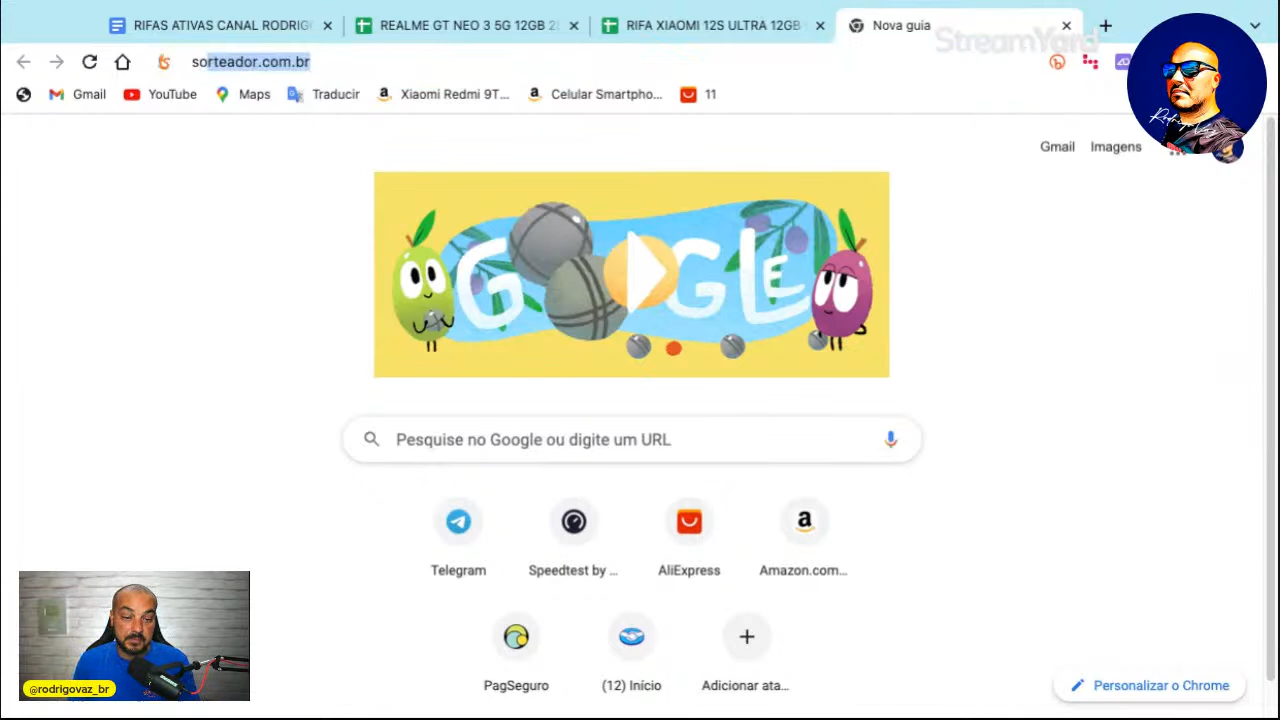 RIFAS ATIVAS CANAL RODRIG
REALME GT NEO 3 5G 12GB 2
RIFA XIAOMI 12S ULTRA 12GB
Nova guia
StreamYard
sorteador.com.br
Gmail
YouTube
Maps
Traducir
Xiaomi Redmi 9T...
Celular Smartpho...
11
Gmail
Imagens
GOOGLE
Pesquise no Google ou digite um URL
Telegram
Speedtest by ...
AliExpress
Amazon.com...
PagSeguro
(12) Início
Adicionar ata...
Personalizar o Chrome
@rodrigovaz_br